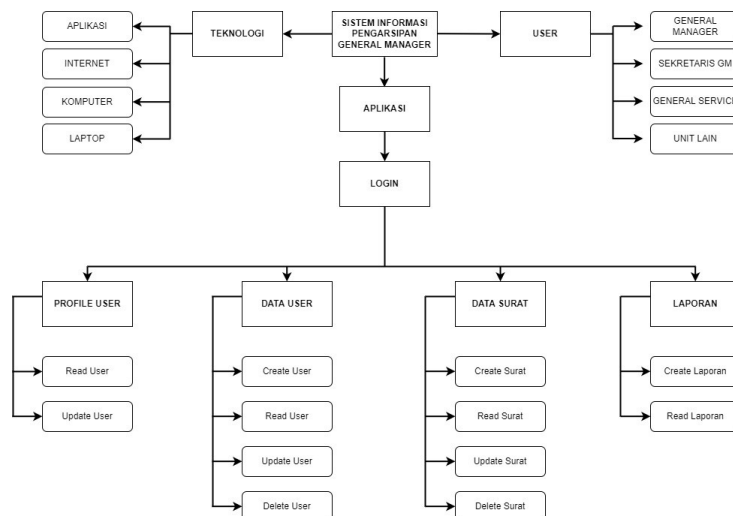 SISTEM INFORMASI
PENGARSIPAN
GENERAL MANAGER
TEKNOLOGI
APLIKASI
INTERNET
KOMPUTER
LAPTOP
USER
GENERAL
MANAGER
SEKRETARIS GM
GENERAL SERVICE
UNIT LAIN
APLIKASI
LOGIN
PROFILE USER
Read User
Update User
DATA USER
Create User
Read User
Update User
Delete User
DATA SURAT
Create Surat
Read Surat
Update Surat
Delete Surat
LAPORAN
Create Laporan
Read Laporan